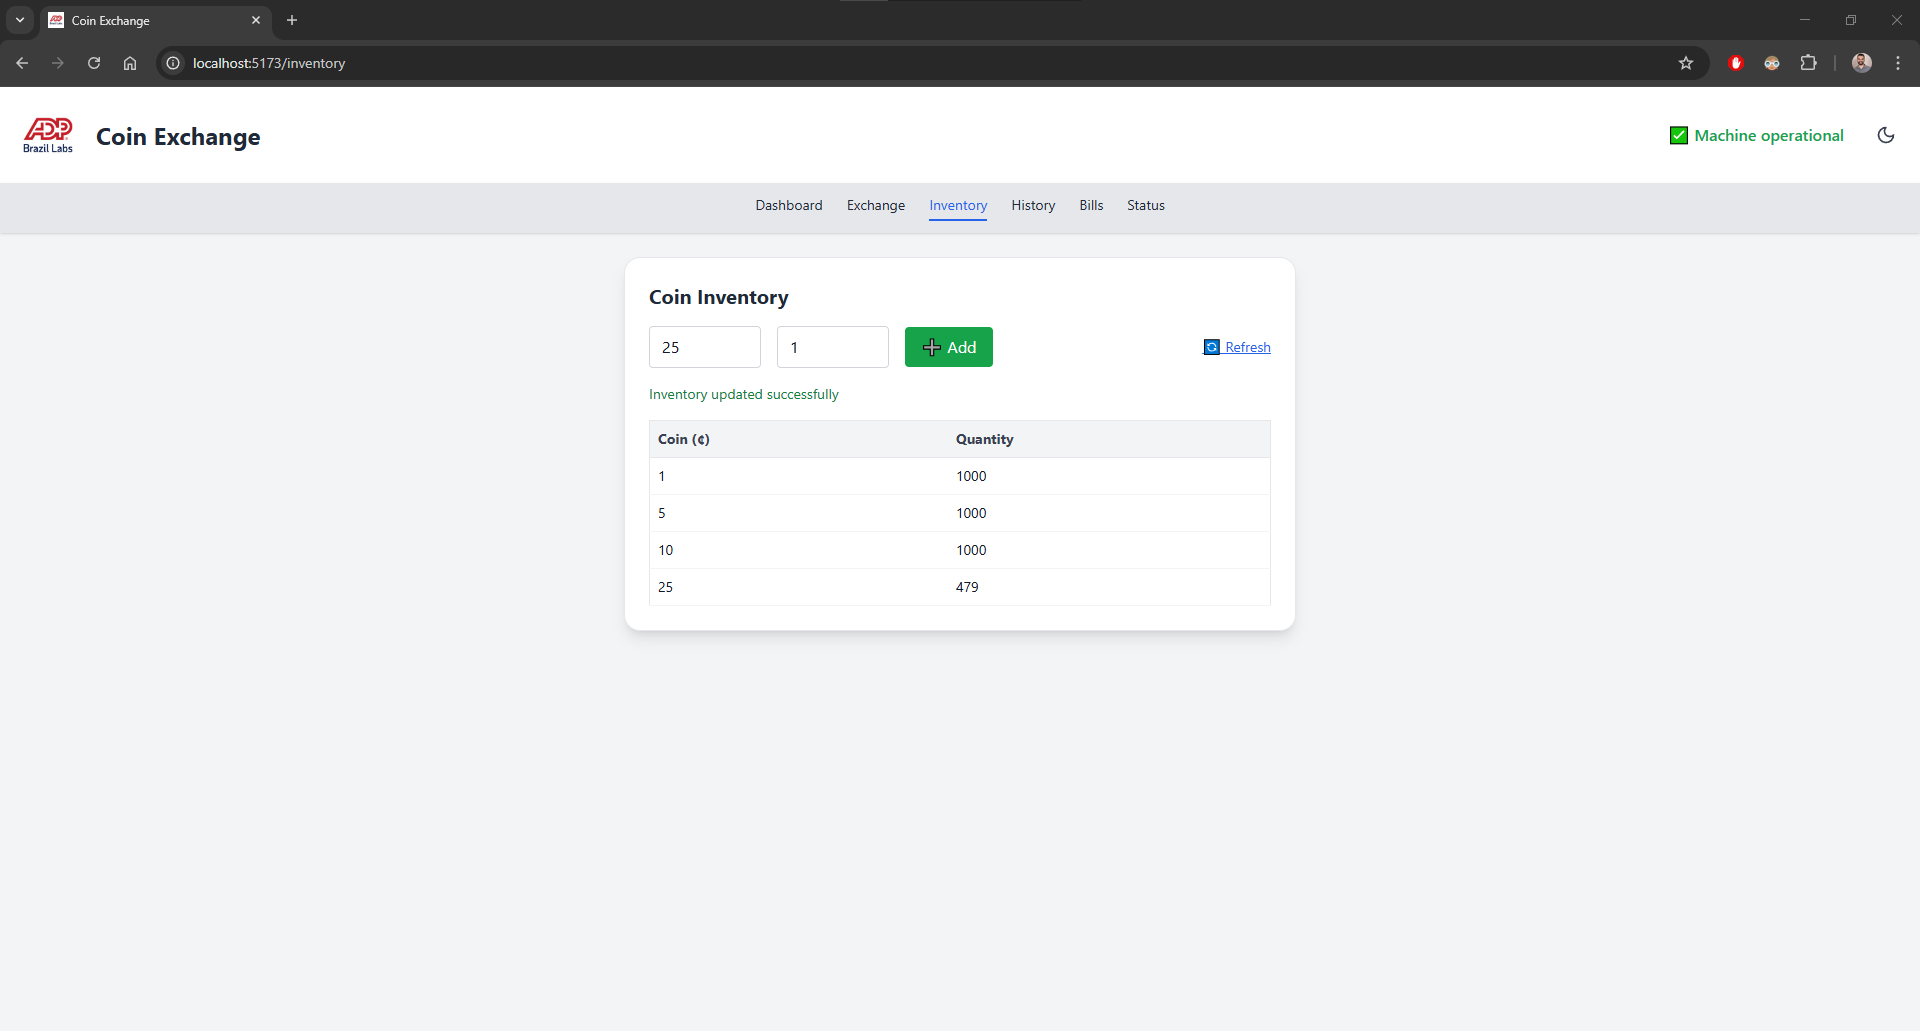 Coin Exchange
localhost:5173/inventory
ADP
Brazil Labs
Coin Exchange
Machine operational
Dashboard Exchange Inventory History Bills Status
Coin Inventory
25 1 Add Refresh
Inventory updated successfully
Coin (¢) Quantity
1 1000
5 1000
10 1000
25 479